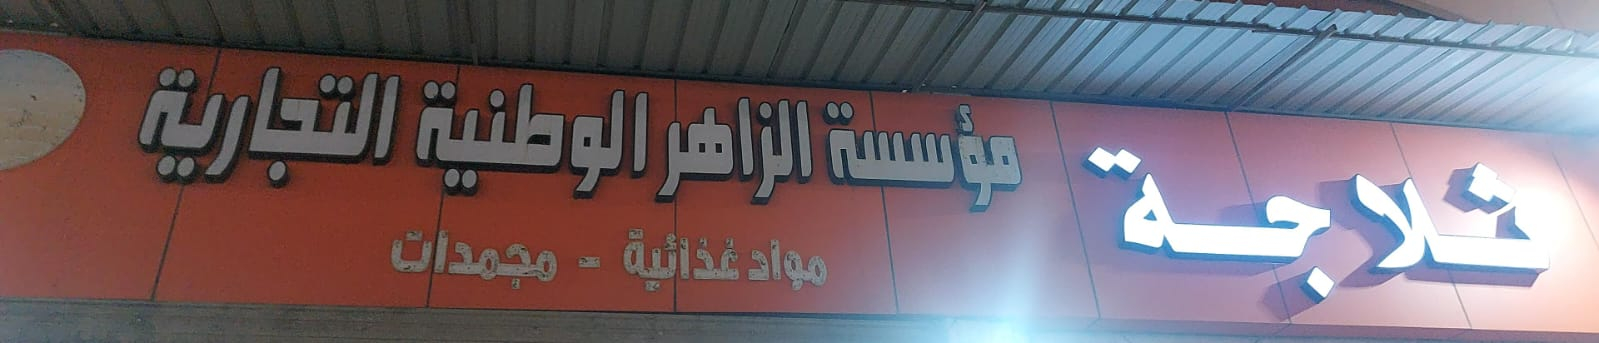 ثلاجة
مؤسسة الزاهر الوطنية التجارية
مواد غذائية - مجمدات